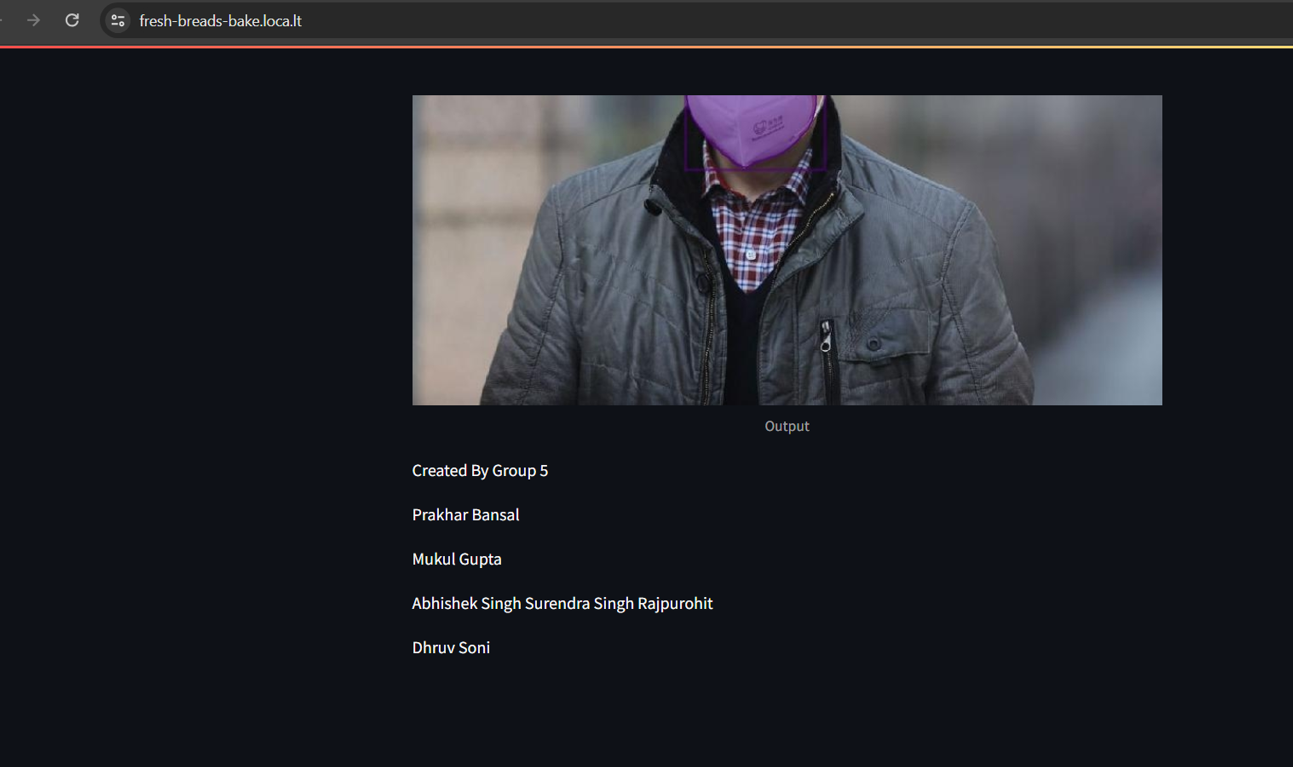 fresh-breads-bake.loca.lt
Output
Created By Group 5
Prakhar Bansal
Mukul Gupta
Abhishek Singh Surendra Singh Rajpurohit
Dhruv Soni